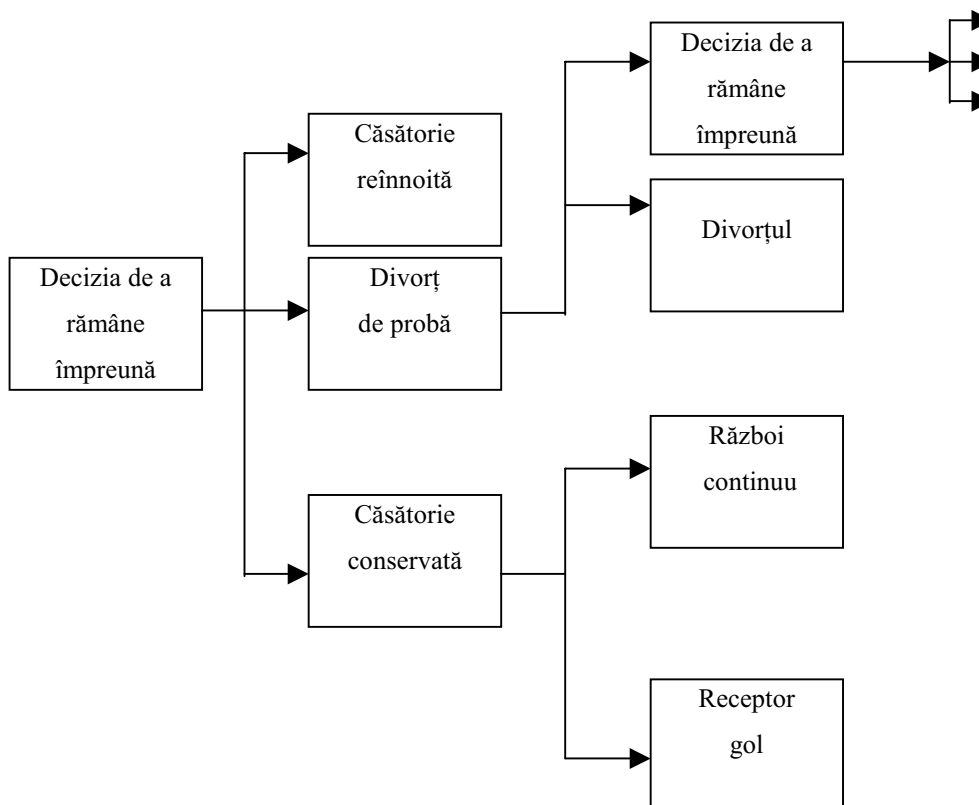 Decizia de a
rămâne
împreună
Căsătorie
reînnoită
Divorț
de probă
Căsătorie
conservată
Decizia de a
rămâne
împreună
Divorțul
Război
continuu
Receptor
gol